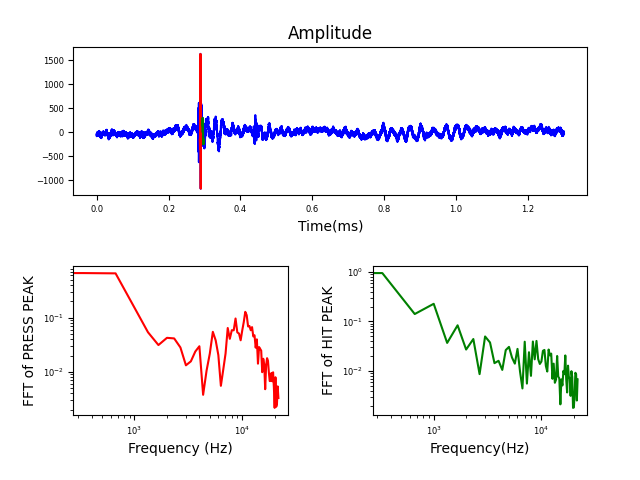 Amplitude
1500
1000
500
0
−500
−1000
0.0 0.2 0.4 0.6 0.8 1.0 1.2
Time(ms)
FFT of PRESS PEAK
10⁻¹
10⁻²
10³ 10⁴
Frequency (Hz)
FFT of HIT PEAK
10⁰
10⁻¹
10⁻²
10³ 10⁴
Frequency(Hz)